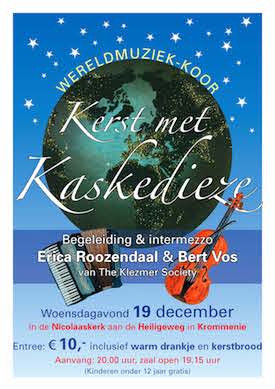 WERELDMUZIEK-KOOR
Kerst met
Kaskedieze
Begeleiding & intermezzo
Erica Roozendaal & Bert Vos
van The Klezmer Society
Woensdagavond 19 december
in de Nicolaaskerk aan de Heiligeweg in Krommenie
Entree: € 10,- inclusief warm drankje en kerstbrood
Aanvang: 20.00 uur, zaal open 19.15 uur
(Kinderen onder 12 jaar gratis)